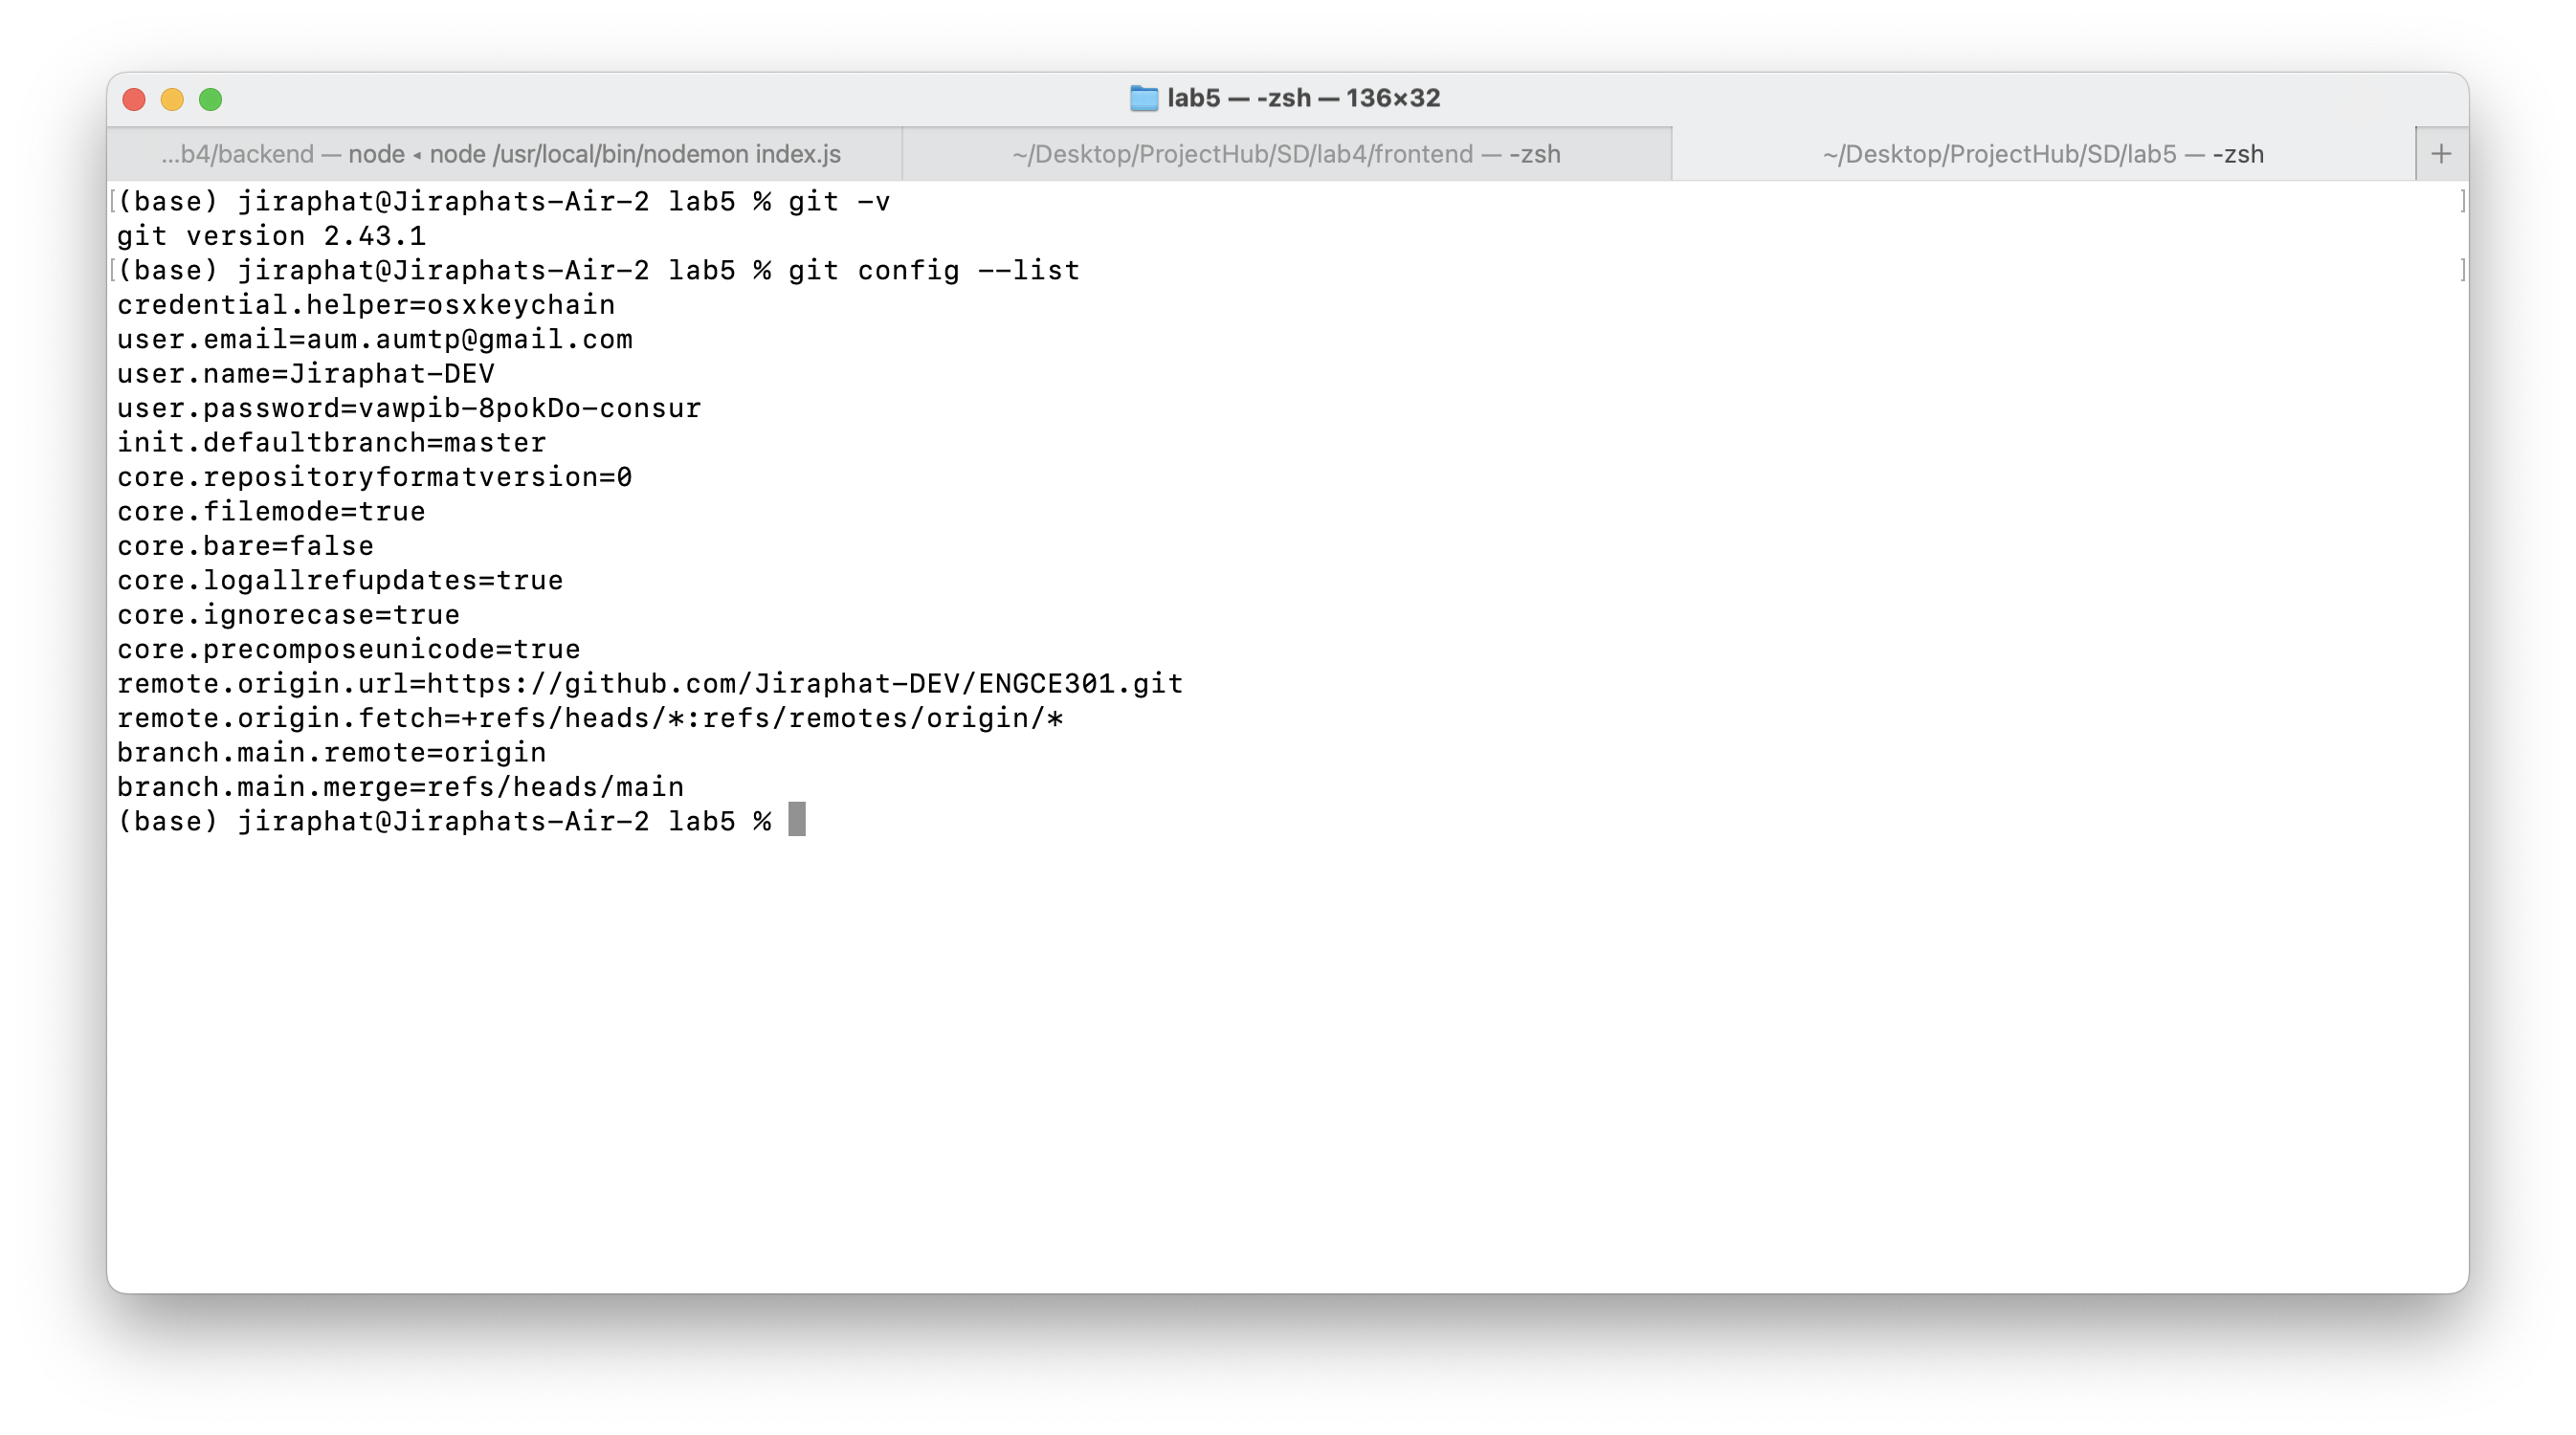 lab5 — -zsh — 136×32
...b4/backend — node ◂ node /usr/local/bin/nodemon index.js
~/Desktop/ProjectHub/SD/lab4/frontend — -zsh
~/Desktop/ProjectHub/SD/lab5 — -zsh
+
[(base) jiraphat@Jiraphats-Air-2 lab5 % git -v ]
git version 2.43.1
[(base) jiraphat@Jiraphats-Air-2 lab5 % git config --list ]
credential.helper=osxkeychain
user.email=aum.aumtp@gmail.com
user.name=Jiraphat-DEV
user.password=vawpib-8pokDo-consur
init.defaultbranch=master
core.repositoryformatversion=0
core.filemode=true
core.bare=false
core.logallrefupdates=true
core.ignorecase=true
core.precomposeunicode=true
remote.origin.url=https://github.com/Jiraphat-DEV/ENGCE301.git
remote.origin.fetch=+refs/heads/*:refs/remotes/origin/*
branch.main.remote=origin
branch.main.merge=refs/heads/main
(base) jiraphat@Jiraphats-Air-2 lab5 %